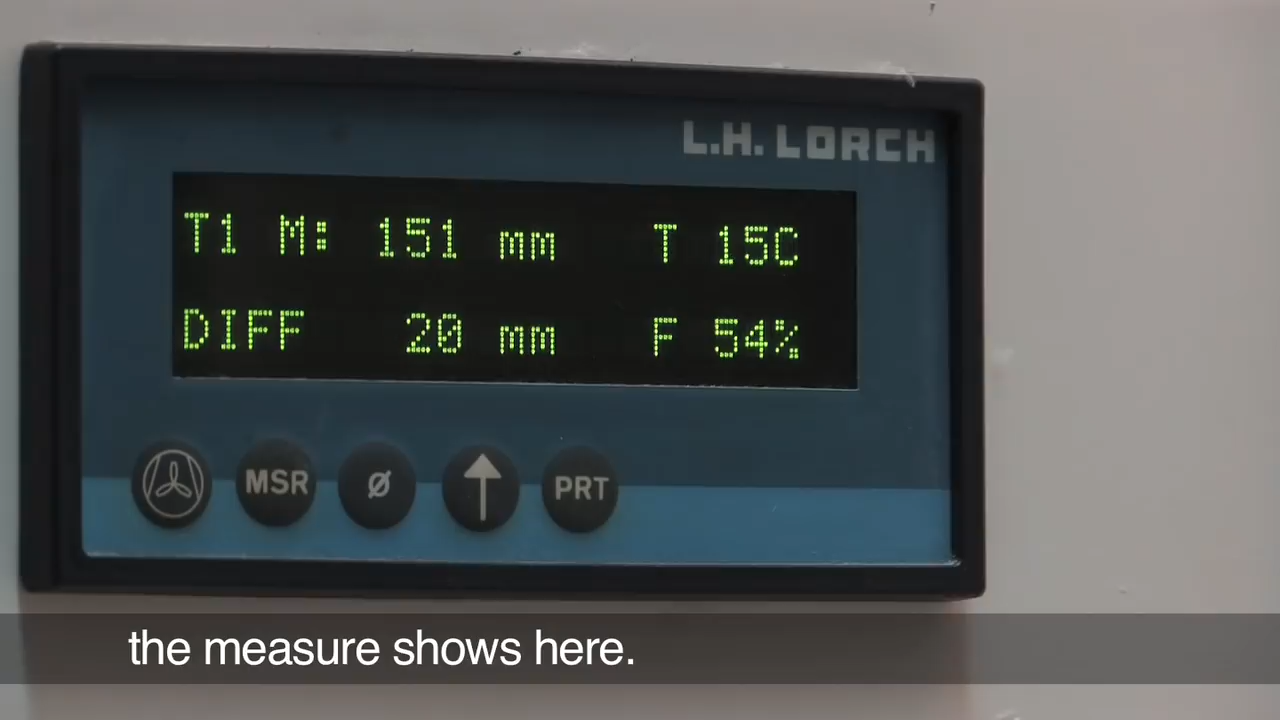 L.H. LORCH
T1 M: 151 mm T 15C
DIFF 20 mm F 54%
MSR Ø PRT
the measure shows here.